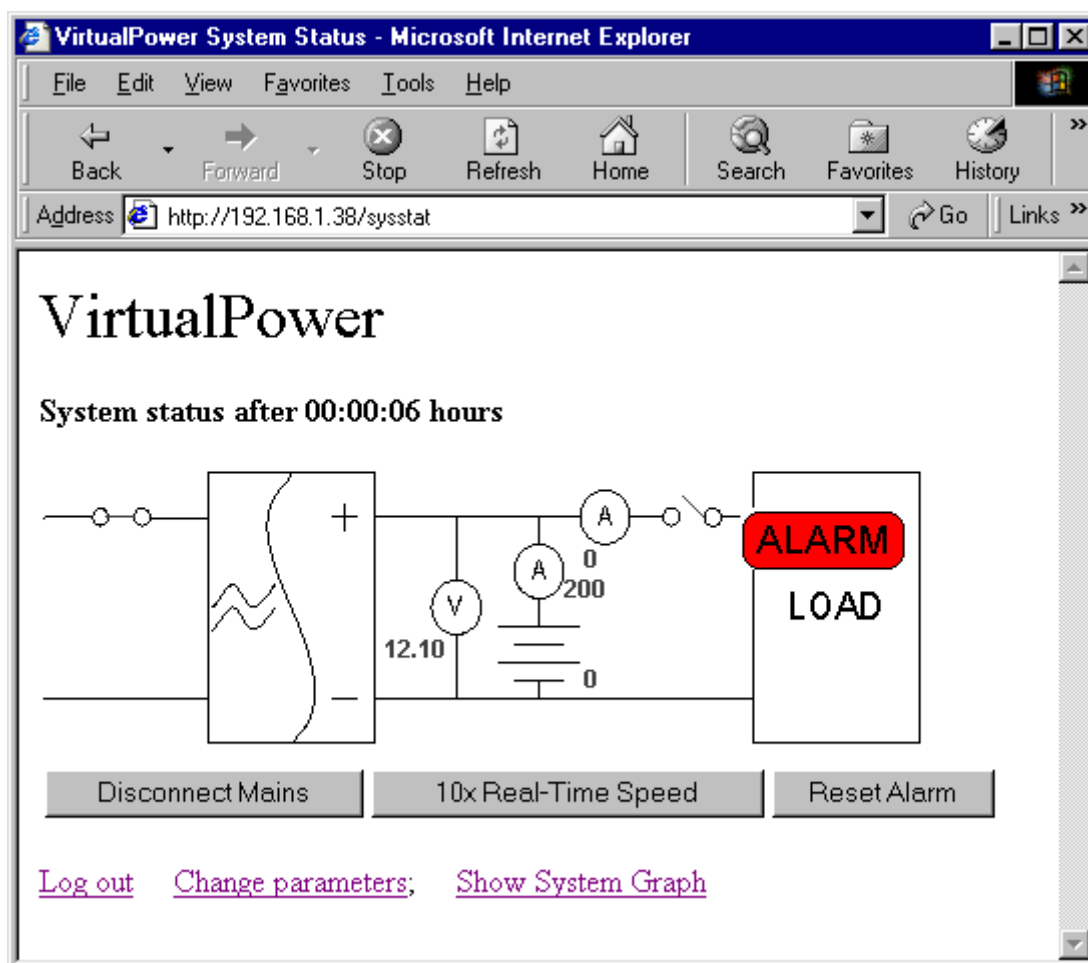 VirtualPower System Status - Microsoft Internet Explorer
File Edit View Favorites Tools Help
»
Back Forward Stop Refresh Home Search Favorites History
Address http://192.168.1.38/sysstat Go Links »
VirtualPower
System status after 00:00:06 hours
+ A
ALARM
0
A
200
V
LOAD
12.10
0
−
Disconnect Mains 10x Real-Time Speed Reset Alarm
Log out Change parameters; Show System Graph